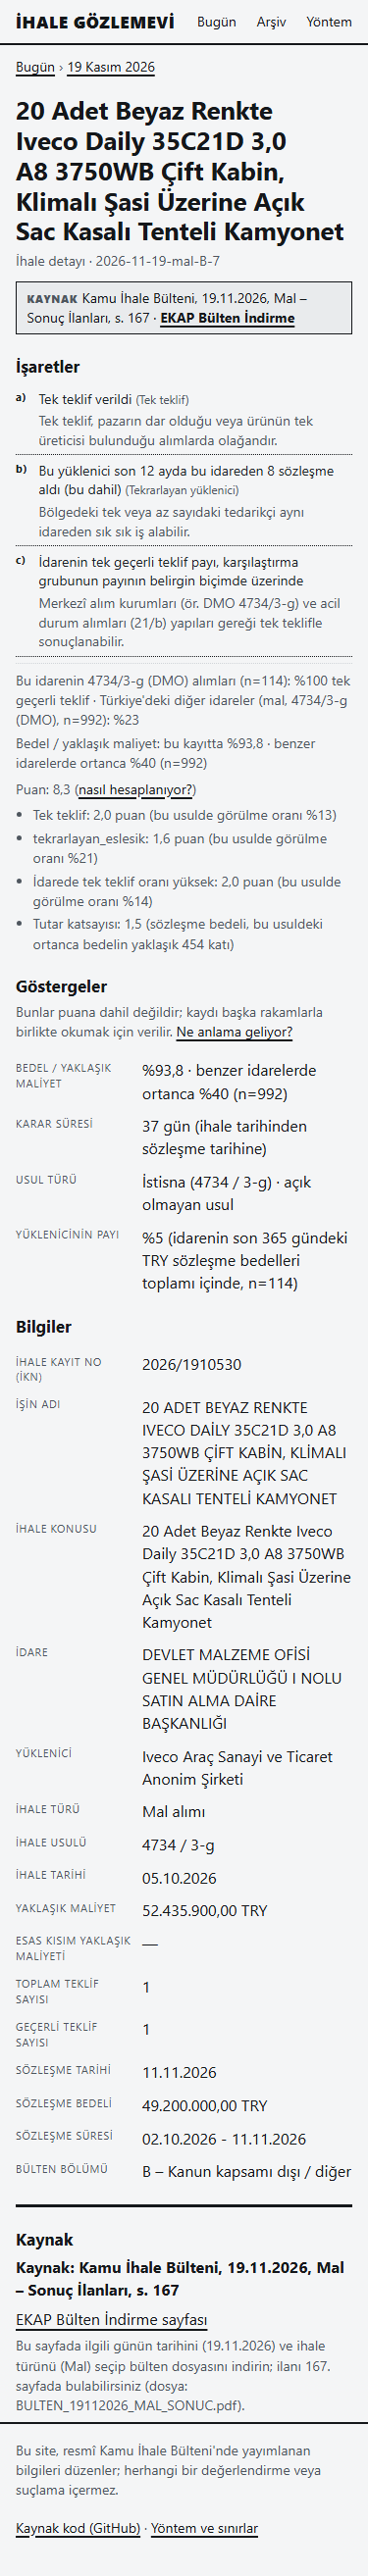 İHALE GÖZLEMEVİ Bugün Arşiv Yöntem
Bugün › 19 Kasım 2026
20 Adet Beyaz Renkte
Iveco Daily 35C21D 3,0
A8 3750WB Çift Kabin,
Klimalı Şasi Üzerine Açık
Sac Kasalı Tenteli Kamyonet
İhale detayı · 2026-11-19-mal-B-7
KAYNAK Kamu İhale Bülteni, 19.11.2026, Mal –
Sonuç İlanları, s. 167 · EKAP Bülten İndirme
İşaretler
a) Tek teklif verildi (Tek teklif)
Tek teklif, pazarın dar olduğu veya ürünün tek
üreticisi bulunduğu alımlarda olağandır.
b) Bu yüklenici son 12 ayda bu idareden 8 sözleşme
aldı (bu dahil) (Tekrarlayan yüklenici)
Bölgedeki tek veya az sayıdaki tedarikçi aynı
idareden sık sık iş alabilir.
c) İdarenin tek geçerli teklif payı, karşılaştırma
grubunun payının belirgin biçimde üzerinde
Merkezî alım kurumları (ör. DMO 4734/3-g) ve acil
durum alımları (21/b) yapıları gereği tek teklifle
sonuçlanabilir.
Bu idarenin 4734/3-g (DMO) alımları (n=114): %100 tek
geçerli teklif · Türkiye'deki diğer idareler (mal, 4734/3-g
(DMO), n=992): %23
Bedel / yaklaşık maliyet: bu kayıtta %93,8 · benzer
idarelerde ortanca %40 (n=992)
Puan: 8,3 (nasıl hesaplanıyor?)
• Tek teklif: 2,0 puan (bu usulde görülme oranı %13)
• tekrarlayan_eslesik: 1,6 puan (bu usulde görülme
oranı %21)
• İdarede tek teklif oranı yüksek: 2,0 puan (bu usulde
görülme oranı %14)
• Tutar katsayısı: 1,5 (sözleşme bedeli, bu usuldeki
ortanca bedelin yaklaşık 454 katı)
Göstergeler
Bunlar puana dahil değildir; kaydı başka rakamlarla
birlikte okumak için verilir. Ne anlama geliyor?
BEDEL / YAKLAŞIK
MALİYET
%93,8 · benzer idarelerde
ortanca %40 (n=992)
KARAR SÜRESİ
37 gün (ihale tarihinden
sözleşme tarihine)
USUL TÜRÜ
İstisna (4734 / 3-g) · açık
olmayan usul
YÜKLENİCİNİN PAYI
%5 (idarenin son 365 gündeki
TRY sözleşme bedelleri
toplamı içinde, n=114)
Bilgiler
İHALE KAYIT NO
(İKN)
2026/1910530
İŞİN ADI
20 ADET BEYAZ RENKTE
IVECO DAİLY 35C21D 3,0 A8
3750WB ÇİFT KABİN, KLİMALI
ŞASİ ÜZERİNE AÇIK SAC
KASALI TENTELİ KAMYONET
İHALE KONUSU
20 Adet Beyaz Renkte Iveco
Daily 35C21D 3,0 A8 3750WB
Çift Kabin, Klimalı Şasi Üzerine
Açık Sac Kasalı Tenteli
Kamyonet
İDARE
DEVLET MALZEME OFİSİ
GENEL MÜDÜRLÜĞÜ I NOLU
SATIN ALMA DAİRE
BAŞKANLIĞI
YÜKLENİCİ
Iveco Araç Sanayi ve Ticaret
Anonim Şirketi
İHALE TÜRÜ
Mal alımı
İHALE USULÜ
4734 / 3-g
İHALE TARİHİ
05.10.2026
YAKLAŞIK MALİYET
52.435.900,00 TRY
ESAS KISIM YAKLAŞIK
MALİYETİ
—
TOPLAM TEKLİF
SAYISI
1
GEÇERLİ TEKLİF
SAYISI
1
SÖZLEŞME TARİHİ
11.11.2026
SÖZLEŞME BEDELİ
49.200.000,00 TRY
SÖZLEŞME SÜRESİ
02.10.2026 - 11.11.2026
BÜLTEN BÖLÜMÜ
B – Kanun kapsamı dışı / diğer
Kaynak
Kaynak: Kamu İhale Bülteni, 19.11.2026, Mal
– Sonuç İlanları, s. 167
EKAP Bülten İndirme sayfası
Bu sayfada ilgili günün tarihini (19.11.2026) ve ihale
türünü (Mal) seçip bülten dosyasını indirin; ilanı 167.
sayfada bulabilirsiniz (dosya:
BULTEN_19112026_MAL_SONUC.pdf).
Bu site, resmî Kamu İhale Bülteni'nde yayımlanan
bilgileri düzenler; herhangi bir değerlendirme veya
suçlama içermez.
Kaynak kod (GitHub) · Yöntem ve sınırlar